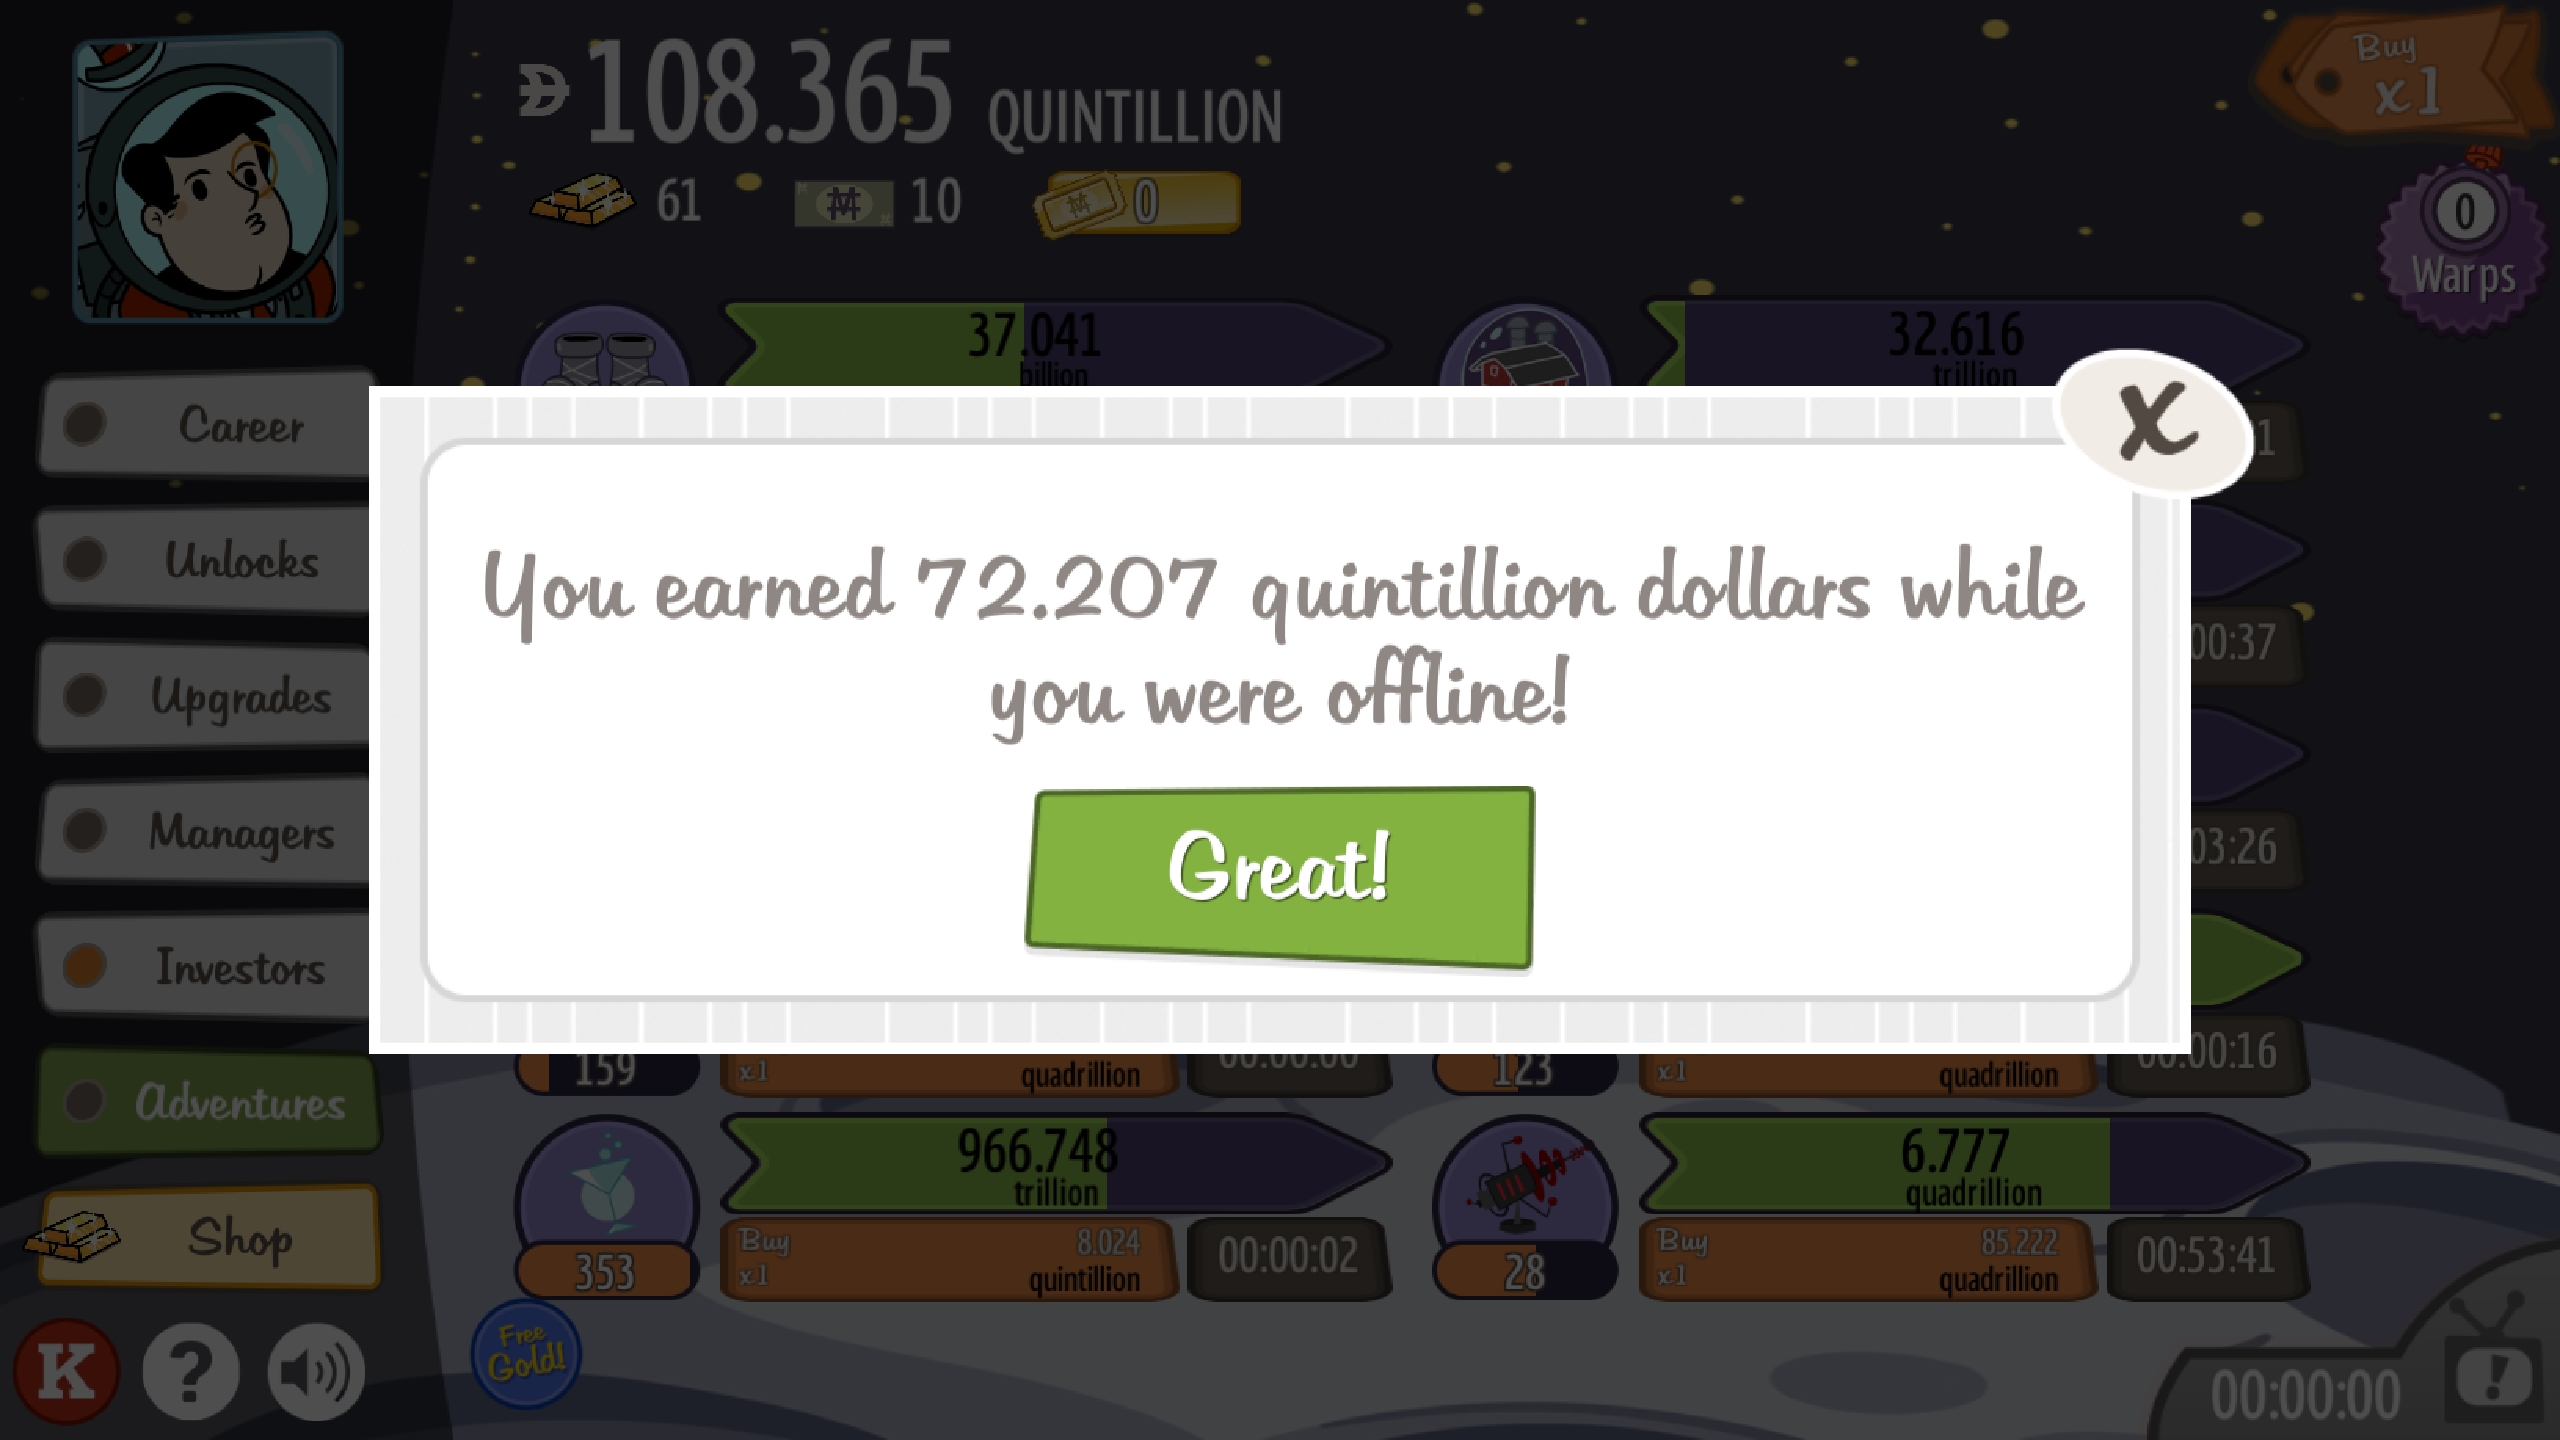 108.365 QUINTILLION
61
10
0
Buy
x1
0
Warps
37.041
billion
32.616
trillion
Career
Unlocks
Upgrades
Managers
Investors
Adventures
Shop
X
1
You earned 72.207 quintillion dollars while
you were offline!
Great!
00:37
03:26
159
x1
quadrillion
00:00:00
123
x1
quadrillion
00:00:16
966.748
trillion
353
Buy
x1
8.024
quintillion
00:00:02
6.777
quadrillion
28
Buy
x1
85.222
quadrillion
00:53:41
K
?
Free
Gold!
00:00:00
!